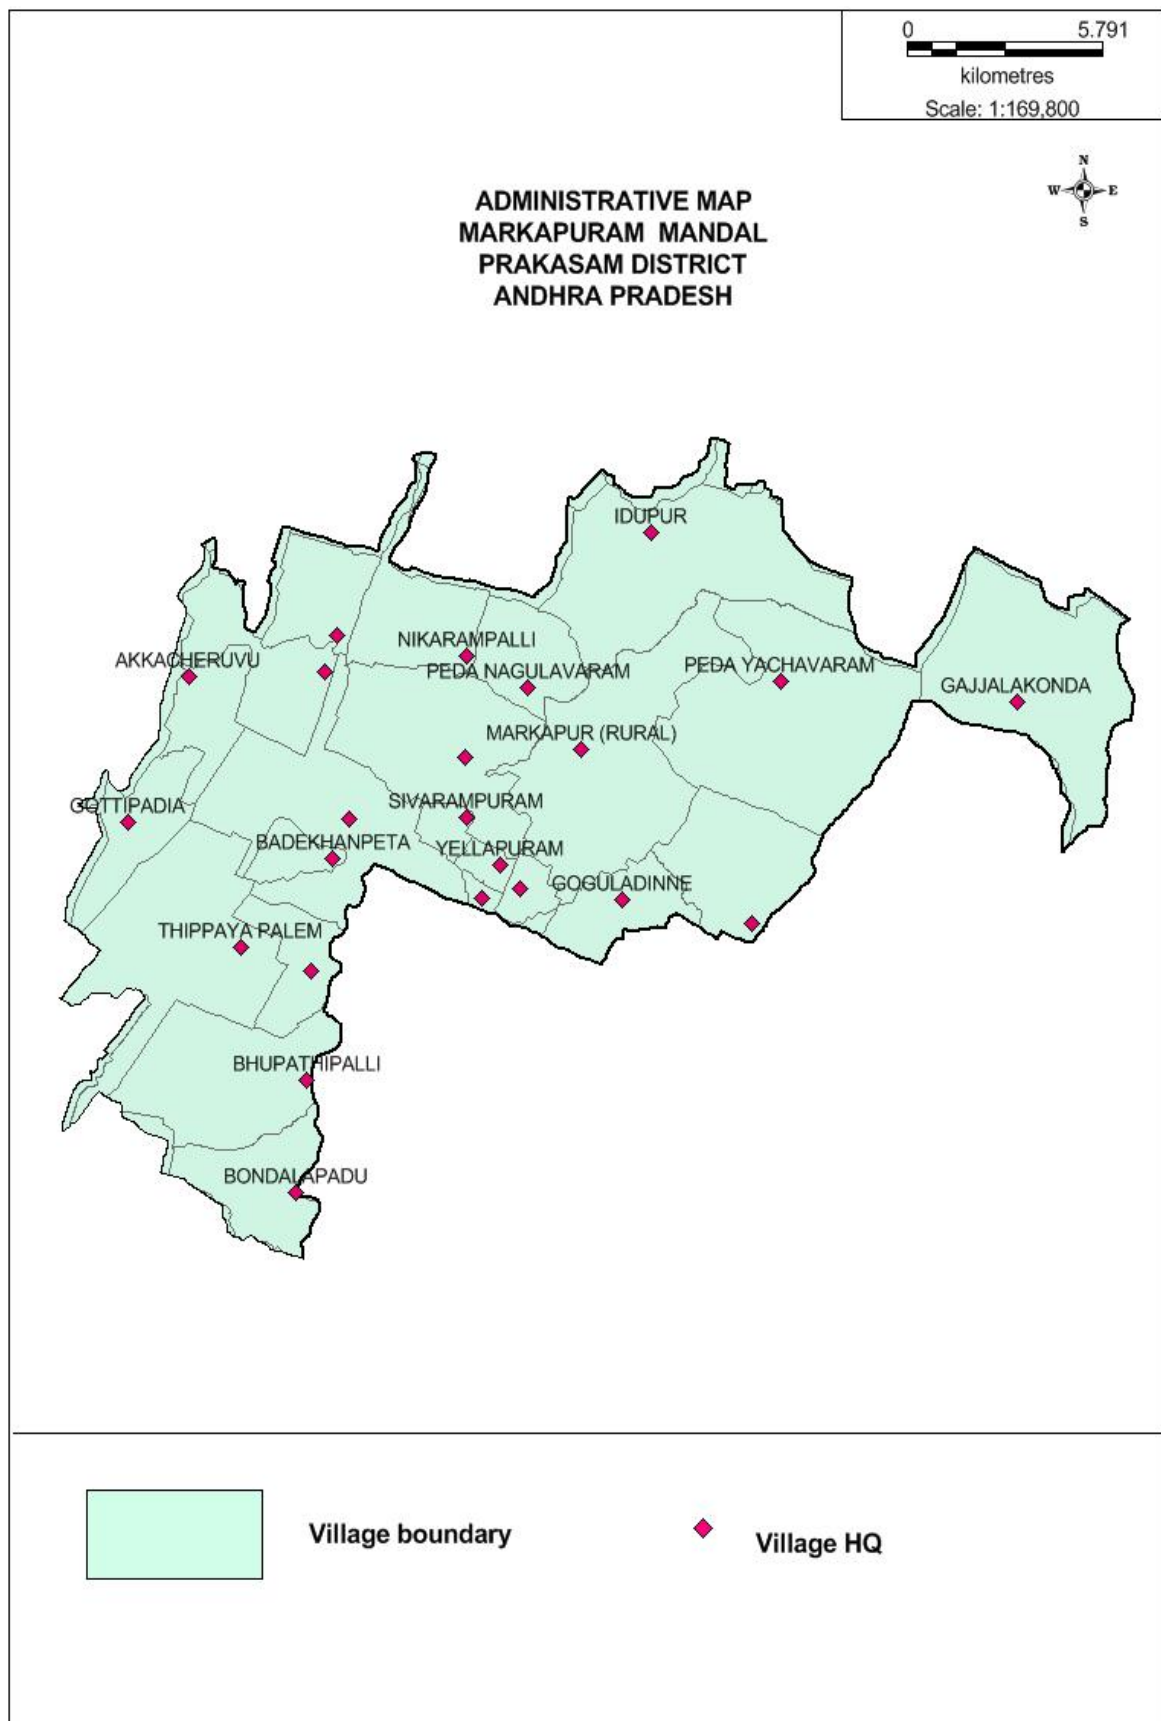 0 5.791
kilometres
Scale: 1:169,800
N
W E
S
ADMINISTRATIVE MAP
MARKAPURAM MANDAL
PRAKASAM DISTRICT
ANDHRA PRADESH
IDUPUR
NIKARAMPALLI
AKKACHERUVU
PEDA NAGULAVARAM
PEDA YACHAVARAM
GAJJALAKONDA
MARKAPUR (RURAL)
GOTTIPADIA
SIVARAMPURAM
BADEKHANPETA
YELLAPURAM
GOGULADINNE
THIPPAYA PALEM
BHUPATHIPALLI
BONDALAPADU
Village boundary
Village HQ